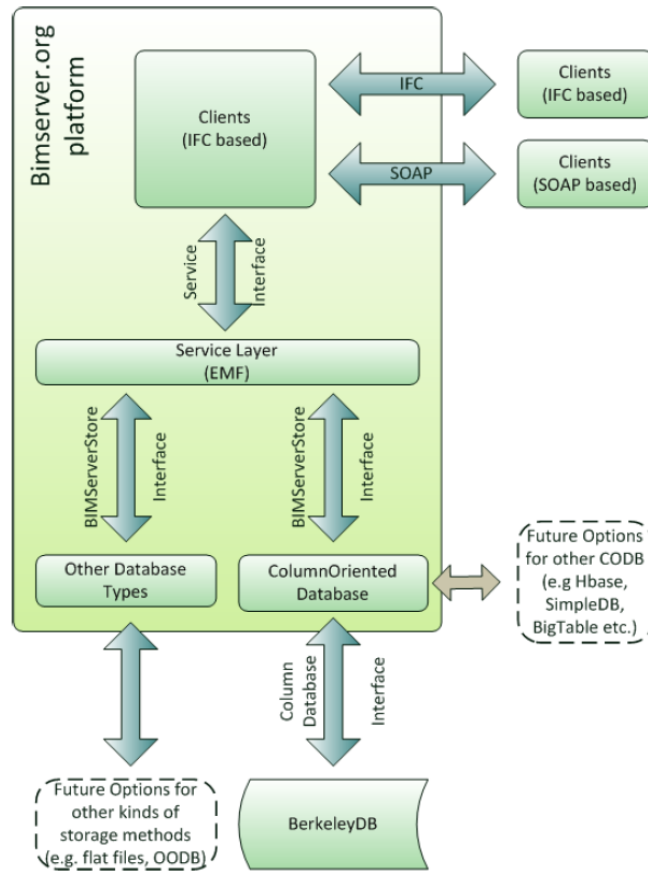 Bimserver.org
platform
Clients
(IFC based)
IFC
Clients
(IFC based)
SOAP
Clients
(SOAP based)
Service
Interface
Service Layer
(EMF)
BIMServerStore
Interface
BIMServerStore
Interface
Other Database
Types
ColumnOriented
Database
Future Options
for other CODB
(e.g Hbase,
SimpleDB,
BigTable etc.)
Column
Database
Interface
Future Options for
other kinds of
storage methods
(e.g. flat files, OODB)
BerkeleyDB